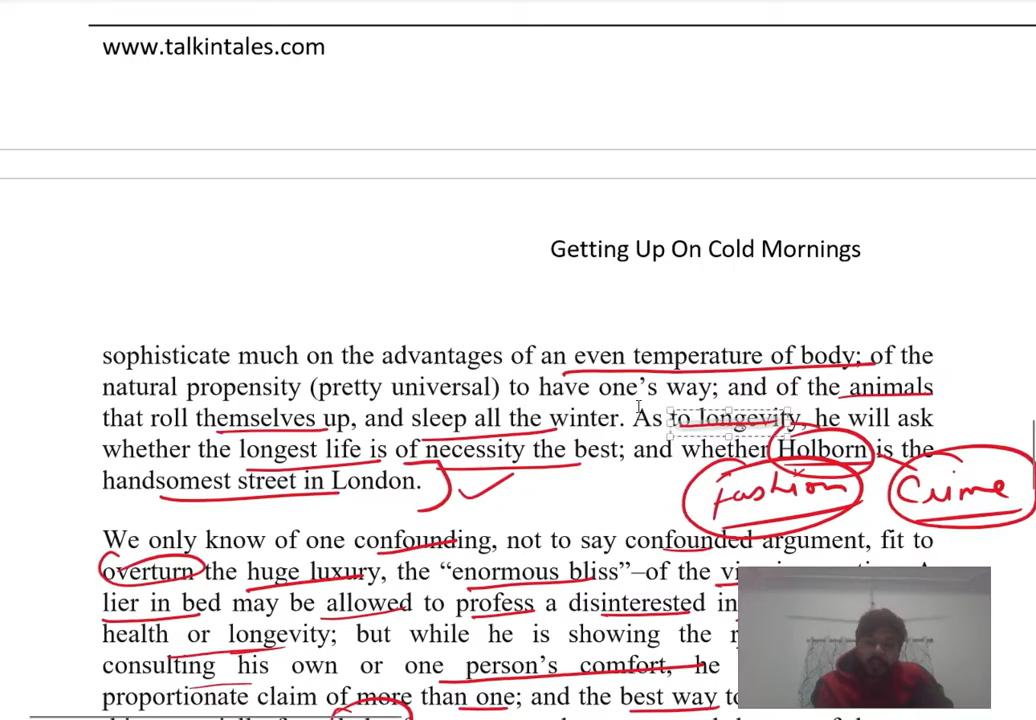 www.talkintales.com
Getting Up On Cold Mornings
sophisticate much on the advantages of an even temperature of body; of the
natural propensity (pretty universal) to have one's way; and of the animals
that roll themselves up, and sleep all the winter. As to longevity, he will ask
whether the longest life is of necessity the best; and whether Holborn is the
handsomest street in London.
Fashion
Crime
We only know of one confounding, not to say confounded argument, fit to
overturn the huge luxury, the “enormous bliss”–of the
lier in bed may be allowed to profess a disinterested
health or longevity; but while he is showing the
consulting his own or one person's comfort, he
proportionate claim of more than one; and the best way